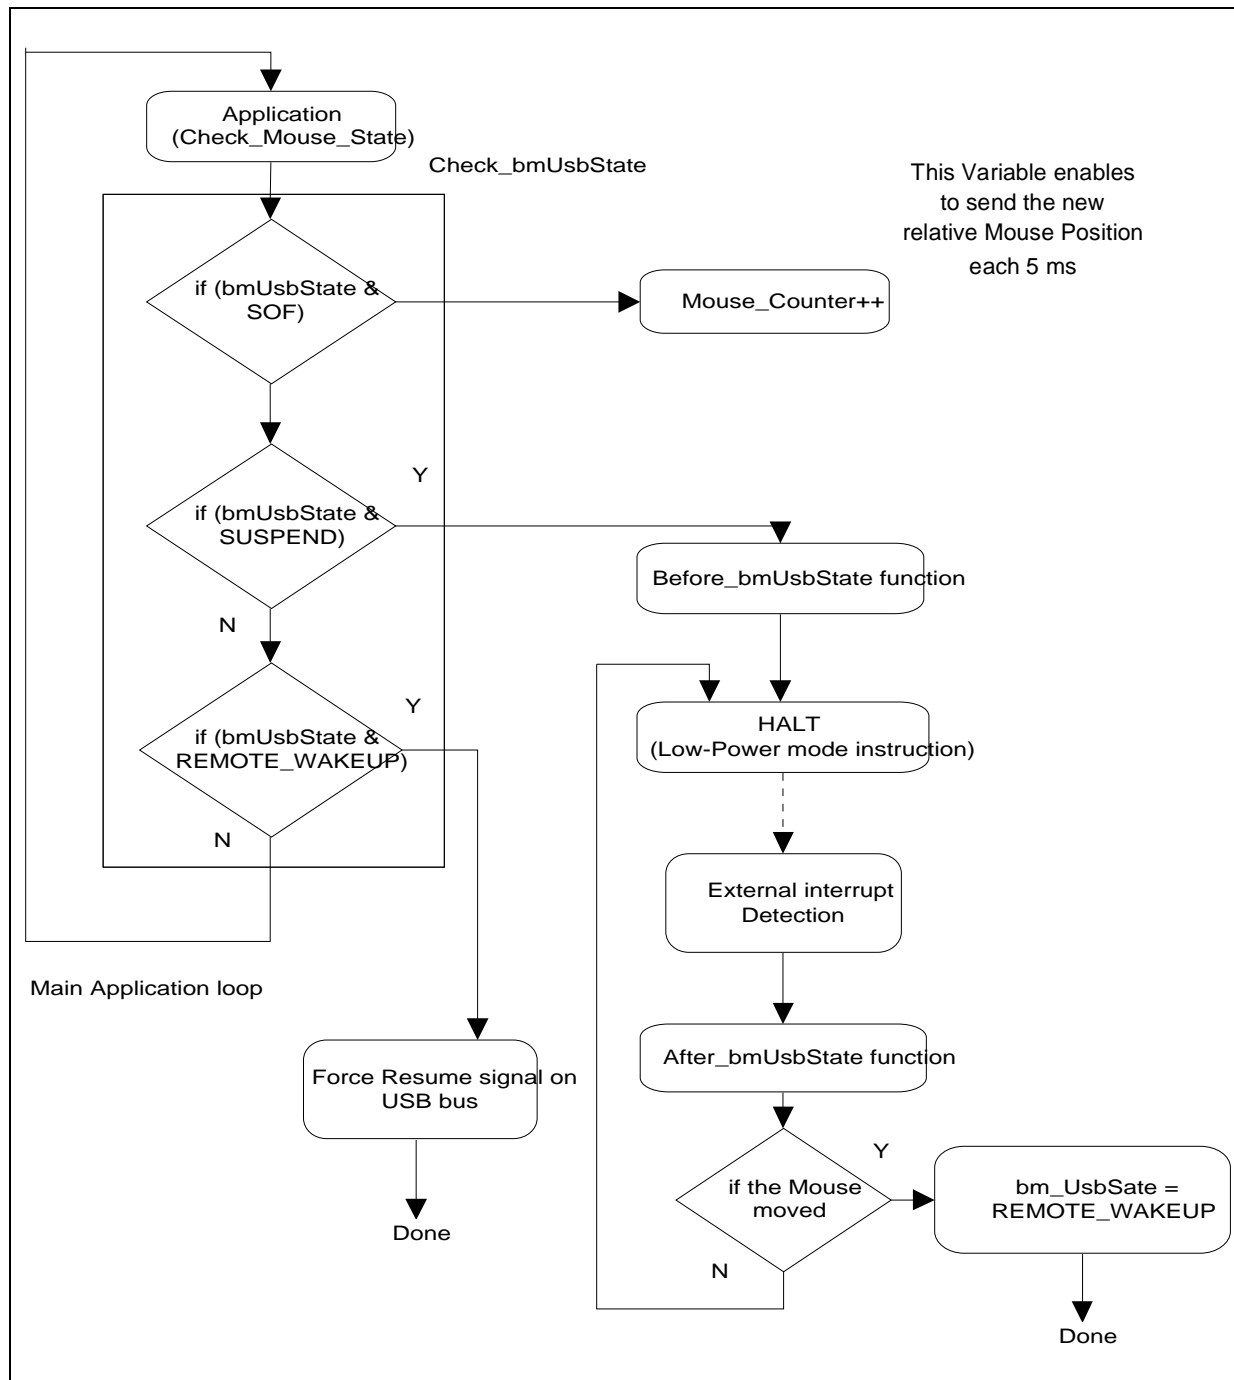 Application
(Check_Mouse_State)
Check_bmUsbState
This Variable enables
to send the new
relative Mouse Position
each 5 ms
if (bmUsbState &
SOF)
Mouse_Counter++
Y
if (bmUsbState &
SUSPEND)
Before_bmUsbState function
N
Y
if (bmUsbState &
REMOTE_WAKEUP)
HALT
(Low-Power mode instruction)
N
External interrupt
Detection
Main Application loop
After_bmUsbState function
Force Resume signal on
USB bus
Y
if the Mouse
moved
bm_UsbSate =
REMOTE_WAKEUP
Done
N
Done